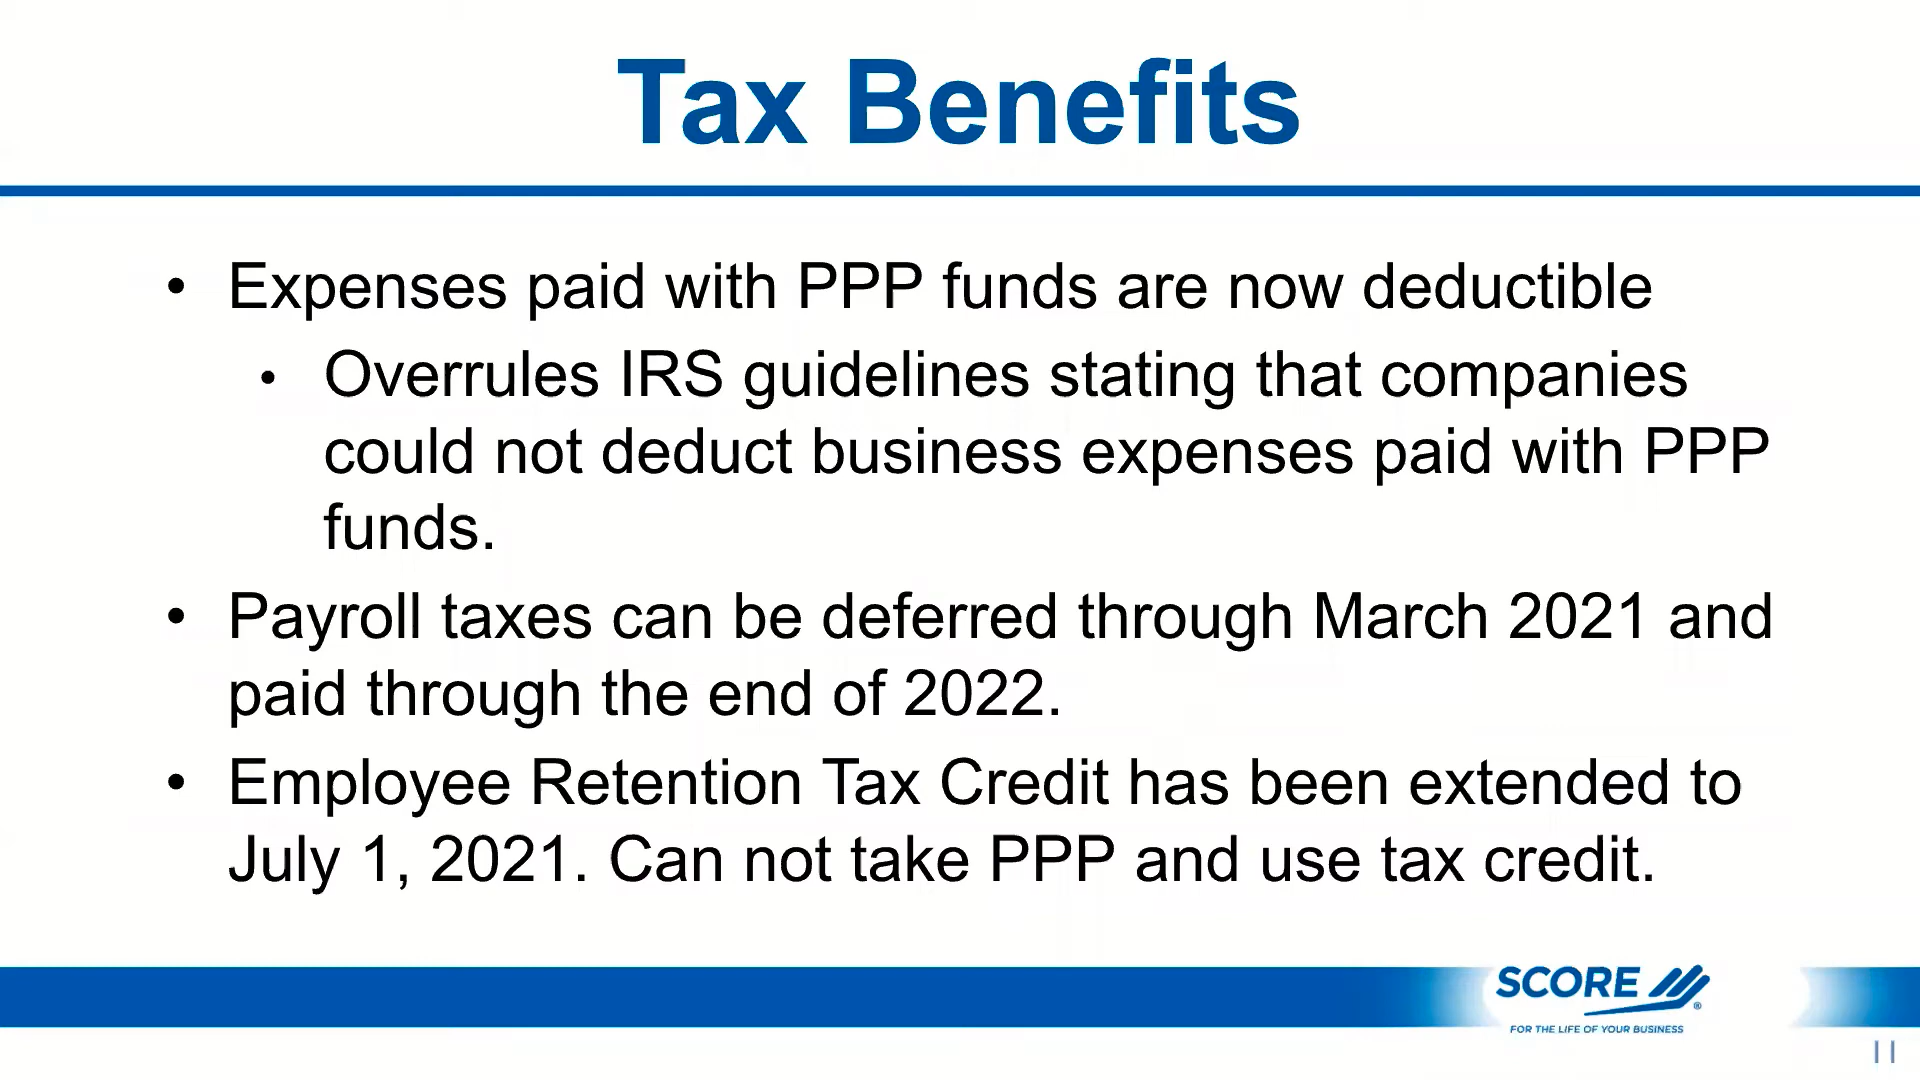 Tax Benefits
• Expenses paid with PPP funds are now deductible
• Overrules IRS guidelines stating that companies
could not deduct business expenses paid with PPP
funds.
• Payroll taxes can be deferred through March 2021 and
paid through the end of 2022.
• Employee Retention Tax Credit has been extended to
July 1, 2021. Can not take PPP and use tax credit.
SCORE
®
FOR THE LIFE OF YOUR BUSINESS
11